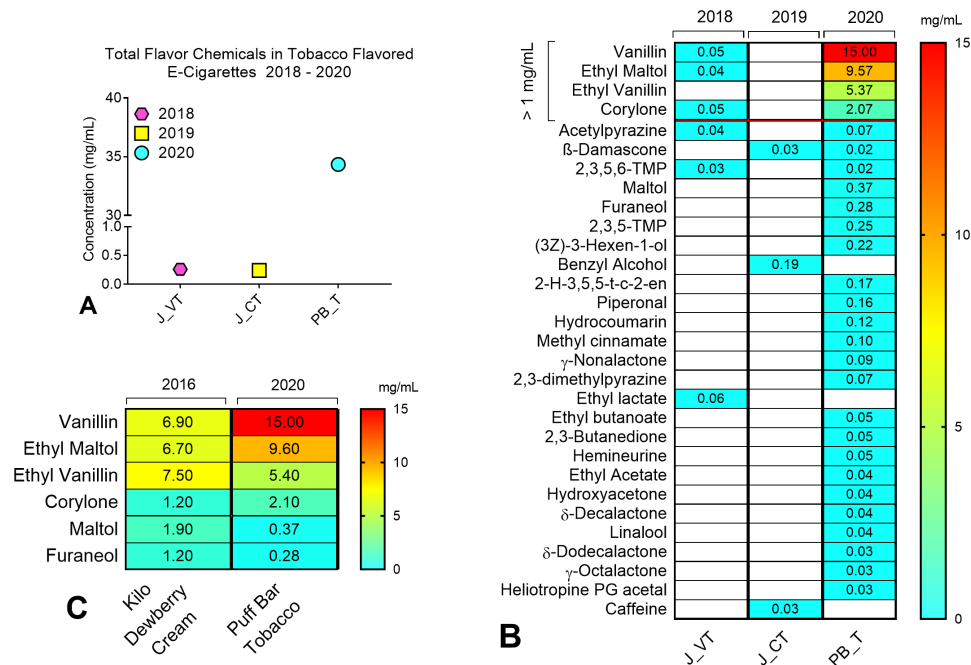 Total Flavor Chemicals in Tobacco Flavored
E-Cigarettes 2018 - 2020
Concentration (mg/mL)
40
35
30
1.0
0.5
0.0
2018
2019
2020
J_VT
J_CT
PB_T
A
2018 2019 2020 mg/mL
> 1 mg/mL
Vanillin 0.05 15.00
Ethyl Maltol 0.04 9.57
Ethyl Vanillin 5.37
Corylone 0.05 2.07
Acetylpyrazine 0.04 0.07
ß-Damascone 0.03 0.02
2,3,5,6-TMP 0.03 0.02
Maltol 0.37
Furaneol 0.28
2,3,5-TMP 0.25
(3Z)-3-Hexen-1-ol 0.22
Benzyl Alcohol 0.19
2-H-3,5,5-t-c-2-en 0.17
Piperonal 0.16
Hydrocoumarin 0.12
Methyl cinnamate 0.10
γ-Nonalactone 0.09
2,3-dimethylpyrazine 0.07
Ethyl lactate 0.06
Ethyl butanoate 0.05
2,3-Butanedione 0.05
Hemineurine 0.05
Ethyl Acetate 0.04
Hydroxyacetone 0.04
δ-Decalactone 0.04
Linalool 0.04
δ-Dodecalactone 0.03
γ-Octalactone 0.03
Heliotropine PG acetal 0.03
Caffeine 0.03
J_VT
J_CT
PB_T
15
10
5
0
B
2016 2020 mg/mL
Vanillin 6.90 15.00
Ethyl Maltol 6.70 9.60
Ethyl Vanillin 7.50 5.40
Corylone 1.20 2.10
Maltol 1.90 0.37
Furaneol 1.20 0.28
Kilo
Dewberry
Cream
Puff Bar
Tobacco
15
10
5
0
C